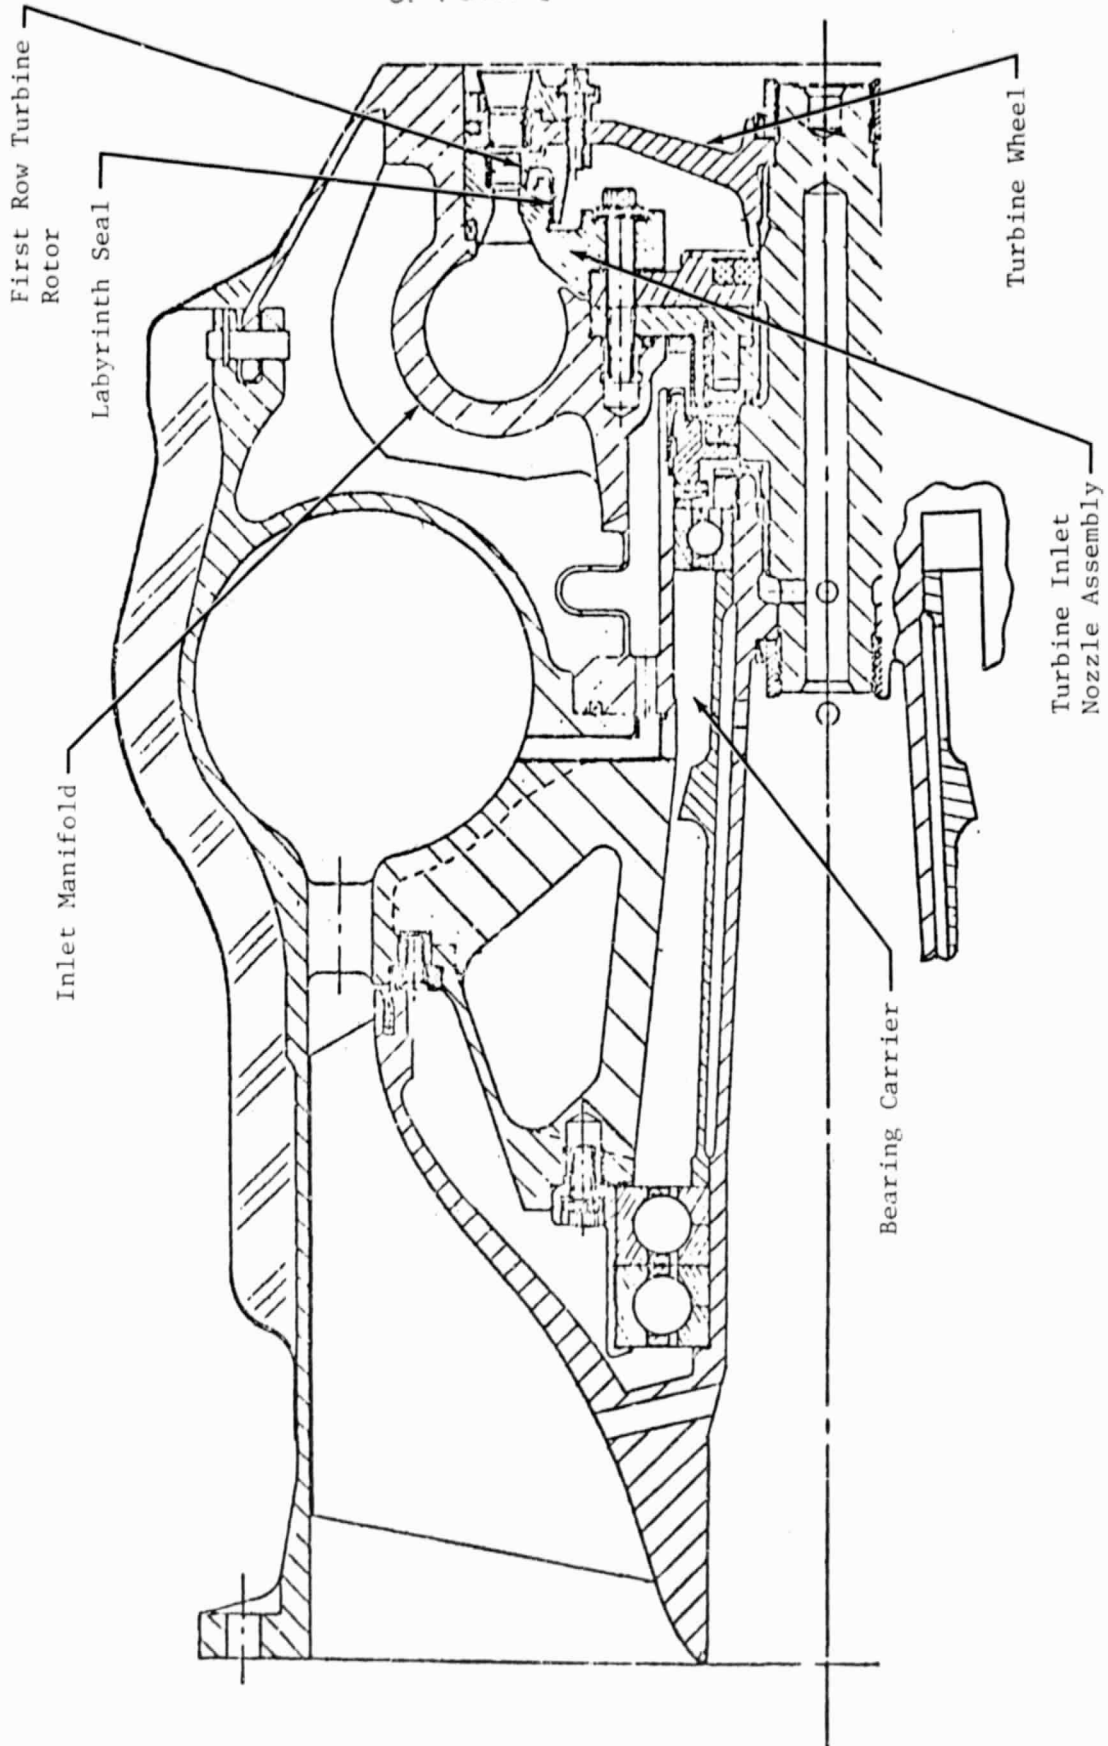 First Row Turbine
Rotor
Labyrinth Seal
Inlet Manifold
Turbine Wheel
Turbine Inlet
Nozzle Assembly
Bearing Carrier